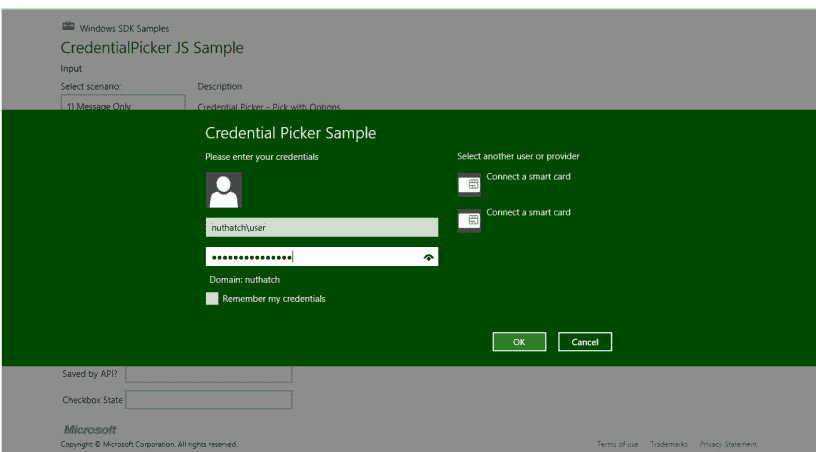 Windows SDK Samples
CredentialPicker JS Sample
Input
Select scenario:
Description
1) Message Only
Credential Picker - Pick with Options
Credential Picker Sample
Please enter your credentials
nuthatch\user
•••••••••••••••
Domain: nuthatch
Remember my credentials
Select another user or provider
Connect a smart card
Connect a smart card
OK
Cancel
Saved by API?
Checkbox State
Microsoft
Copyright © Microsoft Corporation. All rights reserved.
Terms of use
Trademarks
Privacy Statement